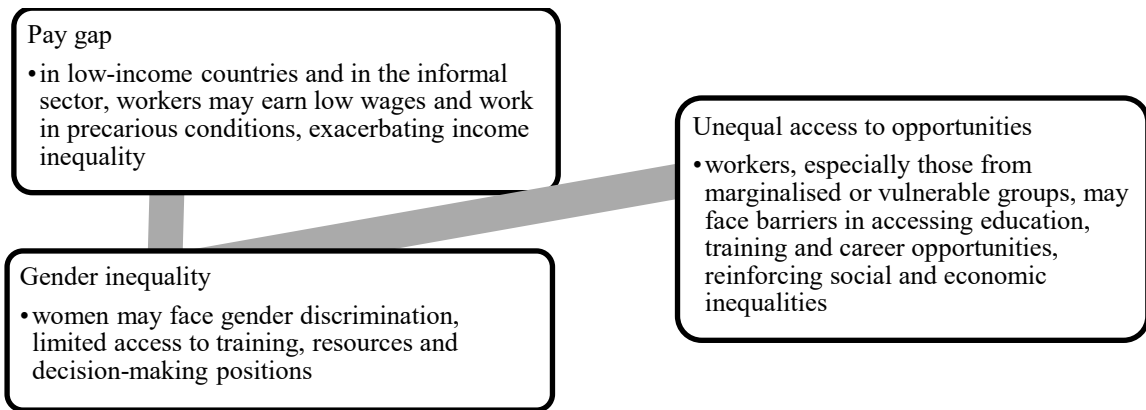 Pay gap
•in low-income countries and in the informal
sector, workers may earn low wages and work
in precarious conditions, exacerbating income
inequality
Gender inequality
•women may face gender discrimination,
limited access to training, resources and
decision-making positions
Unequal access to opportunities
•workers, especially those from
marginalised or vulnerable groups, may
face barriers in accessing education,
training and career opportunities,
reinforcing social and economic
inequalities